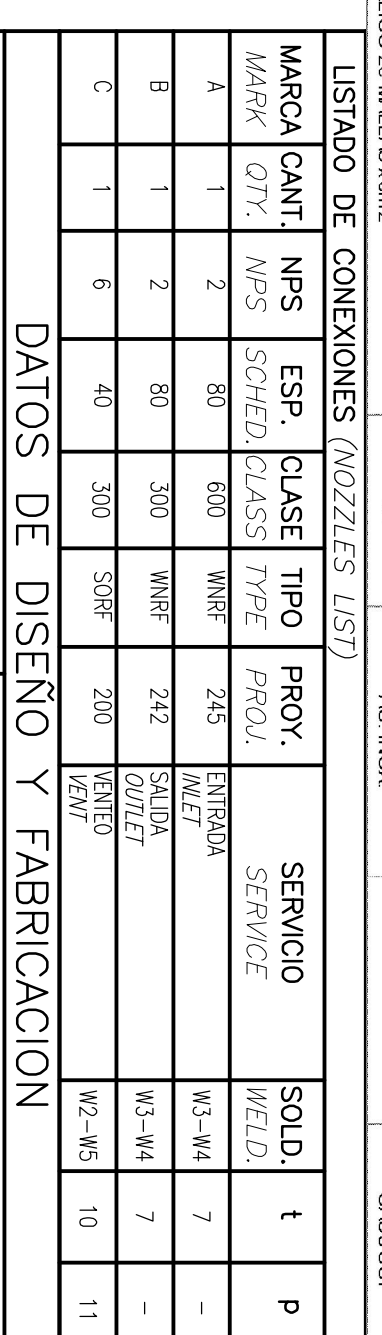 LISTADO DE CONEXIONES (NOZZLES LIST)
MARCA CANT. NPS ESP. CLASE TIPO PROY. SERVICIO SOLD. t p
MARK QTY. NPS SCHED. CLASS TYPE PROJ. SERVICE WELD.
A 1 2 80 600 WNRF 245 ENTRADA W3-W4 7 -
INLET
B 1 2 80 300 WNRF 242 SALIDA W3-W4 7 -
OUTLET
C 1 6 40 300 SORF 200 VENTEO W2-W5 10 11
VENT
DATOS DE DISEÑO Y FABRICACION